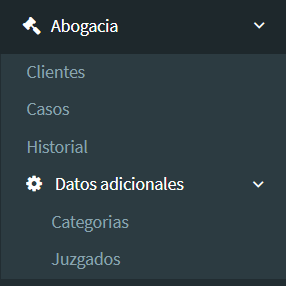 Abogacia
Clientes
Casos
Historial
Datos adicionales
Categorias
Juzgados